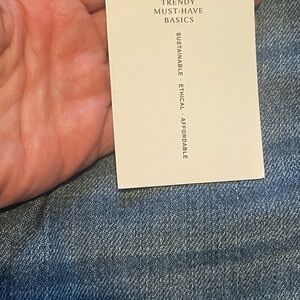 TRENDY
MUST-HAVE
BASICS
SUSTAINABLE · ETHICAL · AFFORDABLE